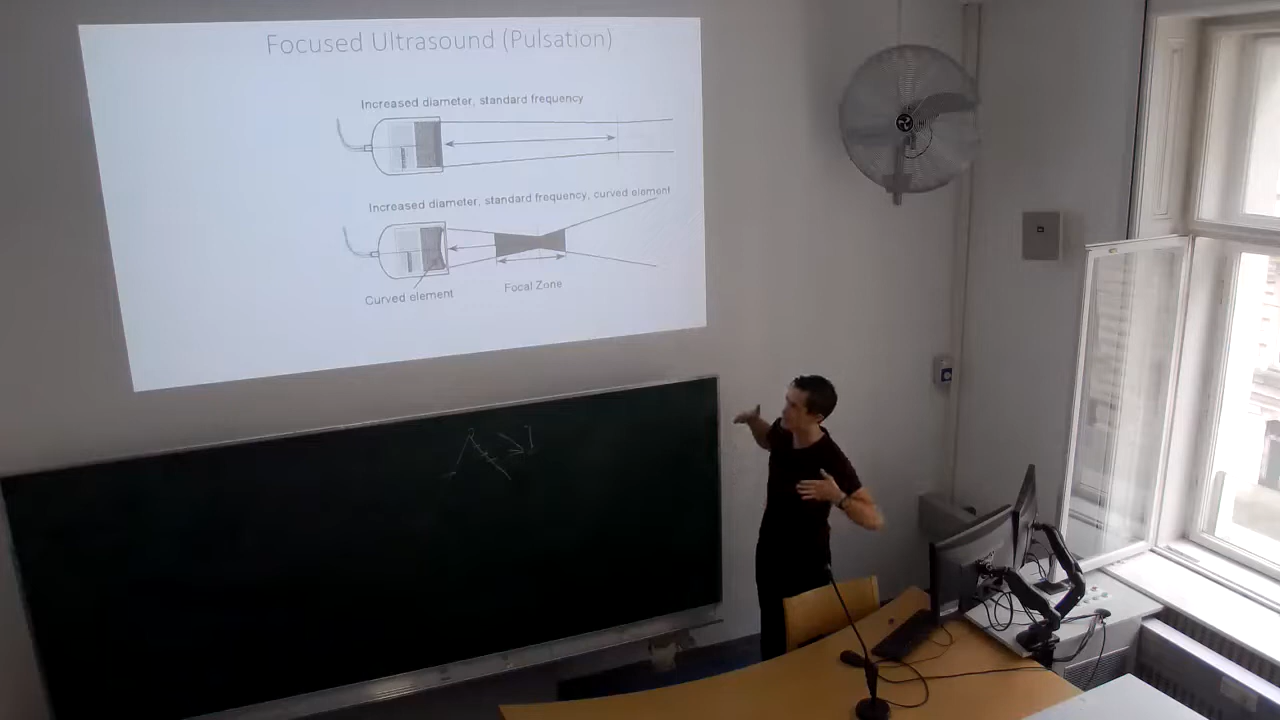 Focused Ultrasound (Pulsation)
Increased diameter, standard frequency
Increased diameter, standard frequency, curved element
Curved element
Focal Zone